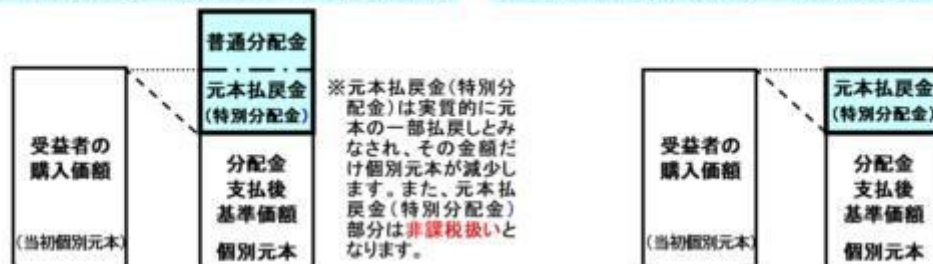 普通分配金
元本払戻金
(特別分配金)
受益者の
購入価額
(当初個別元本)
分配金
支払後
基準価額
個別元本
※元本払戻金(特別分
配金)は実質的に元
本の一部払戻しとみ
なされ、その金額だ
け個別元本が減少し
ます。また、元本払
戻金(特別分配金)
部分は非課税扱いと
なります。
元本払戻金
(特別分配金)
受益者の
購入価額
(当初個別元本)
分配金
支払後
基準価額
個別元本